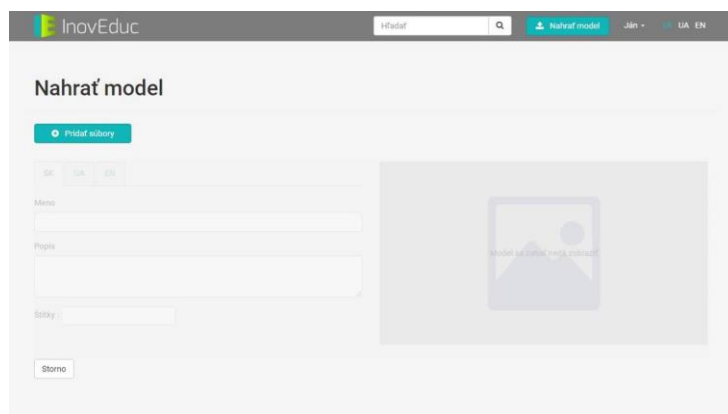 InovEduc
Hľadať
Nahrať model
Ján
SK UA EN
Nahrať model
Pridať súbory
SK UA EN
Meno
Popis
Štítky
Model sa zatiaľ nedá zobraziť
Storno